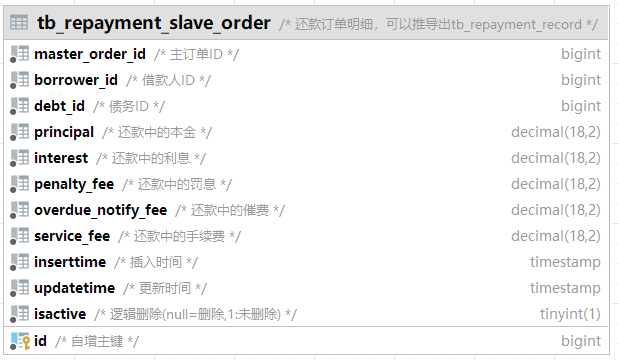 tb_repayment_slave_order /* 还款订单明细，可以推导出tb_repayment_record */
master_order_id /* 主订单ID */ bigint
borrower_id /* 借款人ID */ bigint
debt_id /* 债务ID */ bigint
principal /* 还款中的本金 */ decimal(18,2)
interest /* 还款中的利息 */ decimal(18,2)
penalty_fee /* 还款中的罚息 */ decimal(18,2)
overdue_notify_fee /* 还款中的催费 */ decimal(18,2)
service_fee /* 还款中的手续费 */ decimal(18,2)
inserttime /* 插入时间 */ timestamp
updatetime /* 更新时间 */ timestamp
isactive /* 逻辑删除(null=删除,1:未删除) */ tinyint(1)
id /* 自增主键 */ bigint